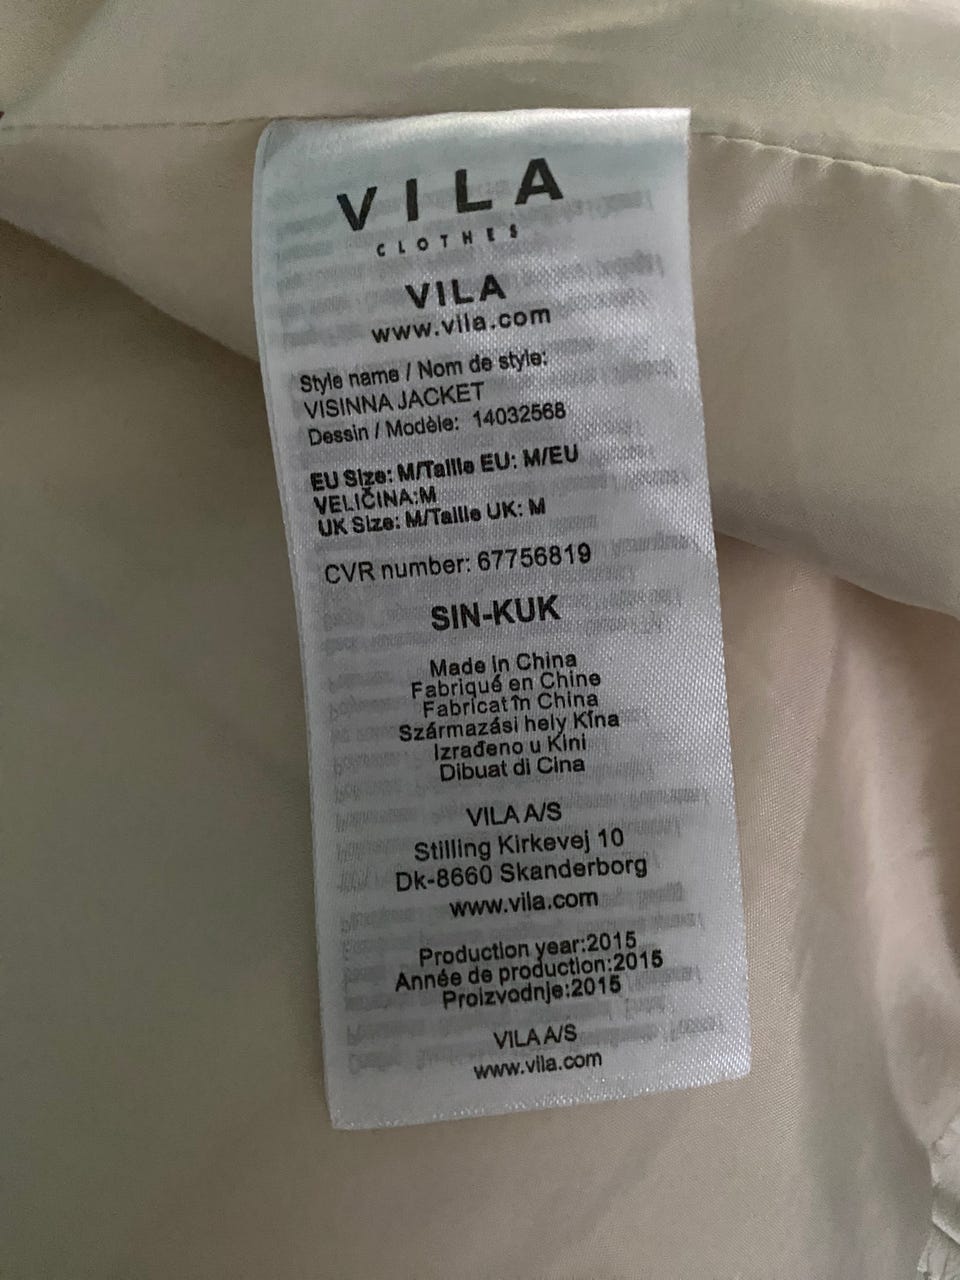 VILA
CLOTHES
VILA
www.vila.com
Style name / Nom de style:
VISINNA JACKET
Dessin / Modèle: 14032568
EU Size: M/Taille EU: M/EU
VELIČINA:M
UK Size: M/Taille UK: M
CVR number: 67756819
SIN-KUK
Made in China
Fabriqué en Chine
Fabricat în China
Származási hely Kína
Izrađeno u Kini
Dibuat di Cina
VILA A/S
Stilling Kirkevej 10
Dk-8660 Skanderborg
www.vila.com
Production year:2015
Année de production:2015
Proizvodnje:2015
VILA A/S
www.vila.com